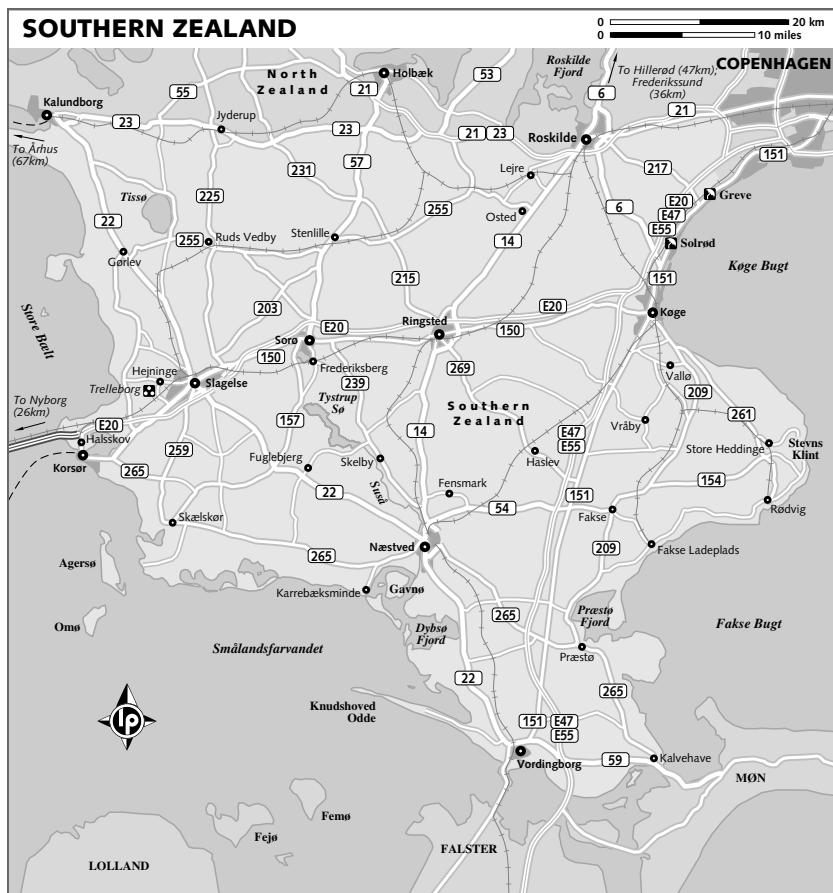 SOUTHERN ZEALAND
0 20 km
0 10 miles
COPENHAGEN
To Hillerød (47km);
Frederikssund
(36km)
Roskilde
Fjord
North
Zealand
Holbæk
Kalundborg
To Århus
(67km)
Jyderup
Roskilde
Lejre
Osted
Greve
Solrød
Køge Bugt
Tissø
Ruds Vedby
Stenlille
Gørlev
Store Bælt
Køge
Ringsted
Sorø
Frederiksberg
Hejninge
Trelleborg
Slagelse
To Nyborg
(26km)
Halsskov
Korsør
Tystrup
Sø
Southern
Zealand
Vallø
Vråby
Store Heddinge
Stevns
Klint
Haslev
Fuglebjerg
Skelby
Suså
Fensmark
Fakse
Rødvig
Skælskør
Næstved
Fakse Ladeplads
Agersø
Omø
Karrebæksminde
Gavnø
Dybsø
Fjord
Præstø
Fjord
Præstø
Fakse Bugt
Smålandsfarvandet
Knudshoved
Odde
Vordingborg
Kalvehave
MØN
Femø
Fejø
LOLLAND
FALSTER
lp
55
21
53
6
21
23
23
21 23
57
231
217
151
225
255
6
E20
E47
E55
22
255
14
215
151
203
E20
E20
150
150
239
269
209
261
157
14
E47
E55
E20
259
265
22
151
154
54
209
265
265
22
265
151 E47
E55
59